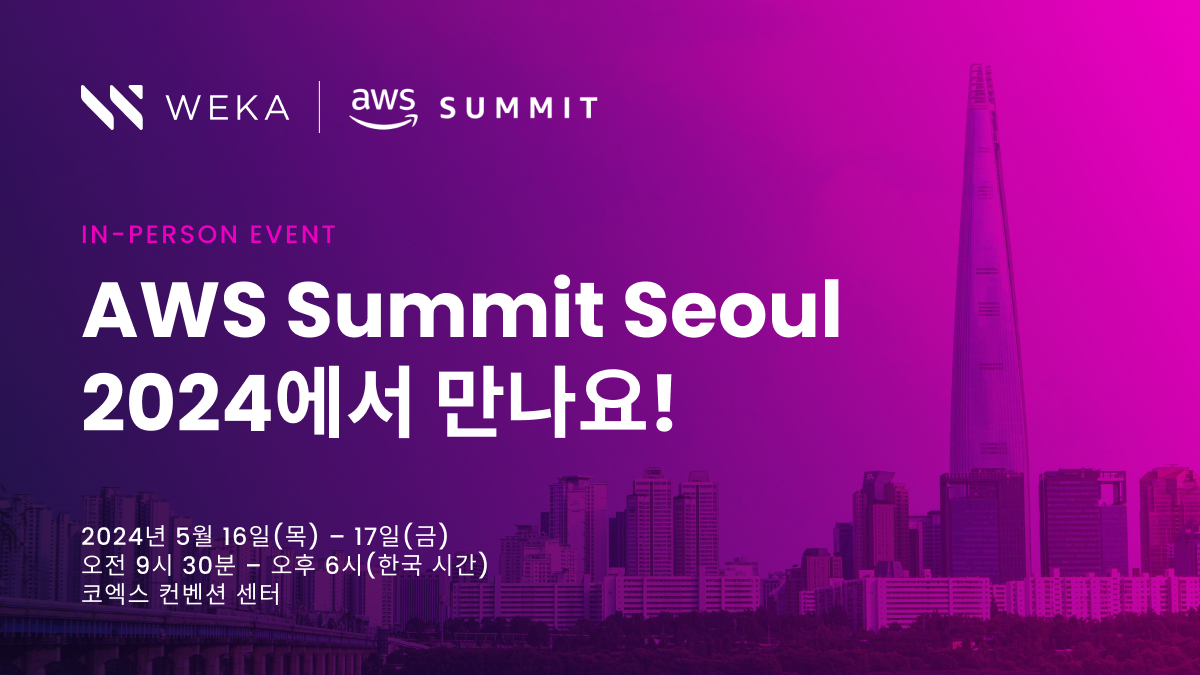 WEKA | aws SUMMIT
IN-PERSON EVENT
AWS Summit Seoul
2024에서 만나요!
2024년 5월 16일(목) – 17일(금)
오전 9시 30분 – 오후 6시(한국 시간)
코엑스 컨벤션 센터